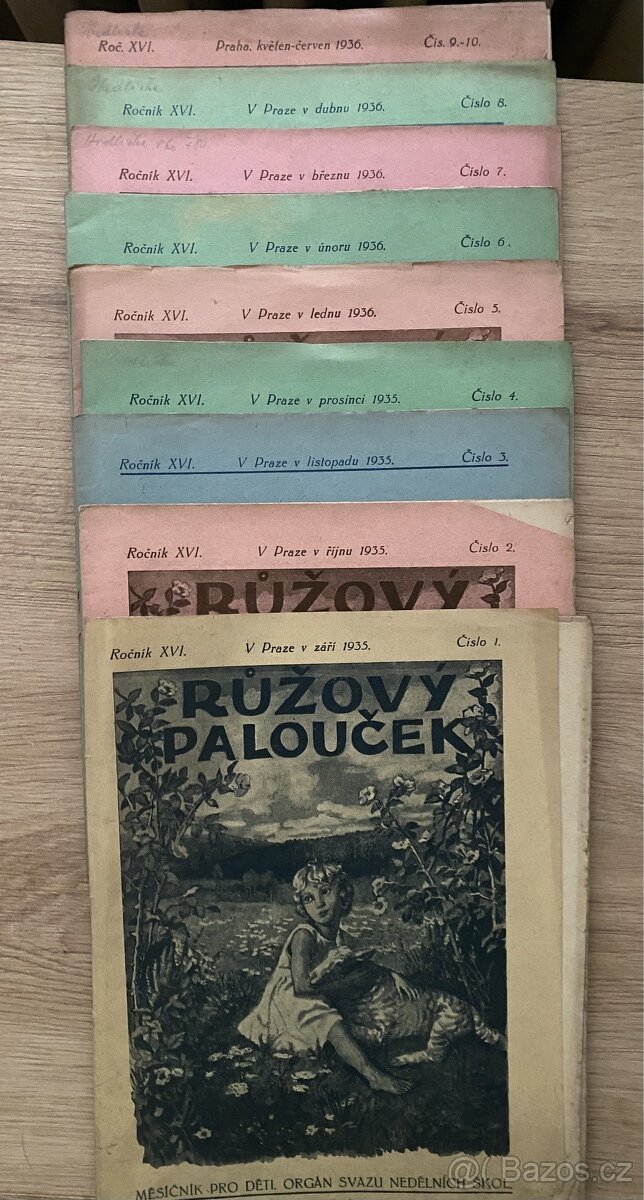 Roč. XVI. Praha, květen-červen 1936. Čís. 9.-10.
Ročník XVI. V Praze v dubnu 1936. Číslo 8.
Ročník XVI. V Praze v březnu 1936. Číslo 7.
Ročník XVI. V Praze v únoru 1936. Číslo 6.
Ročník XVI. V Praze v lednu 1936. Číslo 5.
Ročník XVI. V Praze v prosinci 1935. Číslo 4.
Ročník XVI. V Praze v listopadu 1935. Číslo 3.
Ročník XVI. V Praze v říjnu 1935. Číslo 2.
RŮŽOVÝ
Ročník XVI. V Praze v září 1935. Číslo 1.
RŮŽOVÝ
PALOUČEK
MĚSÍČNÍK PRO DĚTI. ORGÁN SVAZU NEDĚLNÍCH ŠKOL
Bazos.cz